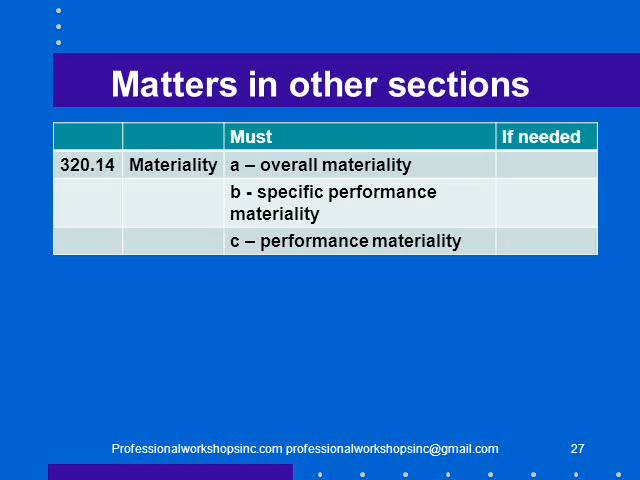 Matters in other sections
Must If needed
320.14 Materiality a – overall materiality
b - specific performance
materiality
c – performance materiality
Professionalworkshopsinc.com professionalworkshopsinc@gmail.com 27